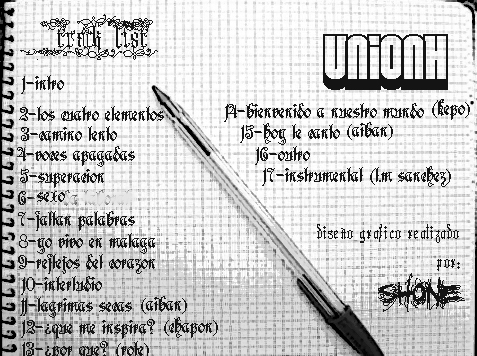 track list
UNIONH
1-intro
2-los cuatro elementos
3-camino lento
4-voces apagadas
5-superacion
6-sexo
7-faltan palabras
8-yo vivo en malaga
9-reflejos del corazon
10-interludio
11-lagrimas secas (aiban)
12-¿que me inspira? (chapon)
13-¿por que? (role)
14-bienvenido a nuestro mundo (kepo)
15-hoy te canto (aiban)
16-outro
17-instrumental (l.m sanchez)
diseño grafico realizado
por:
SHONE